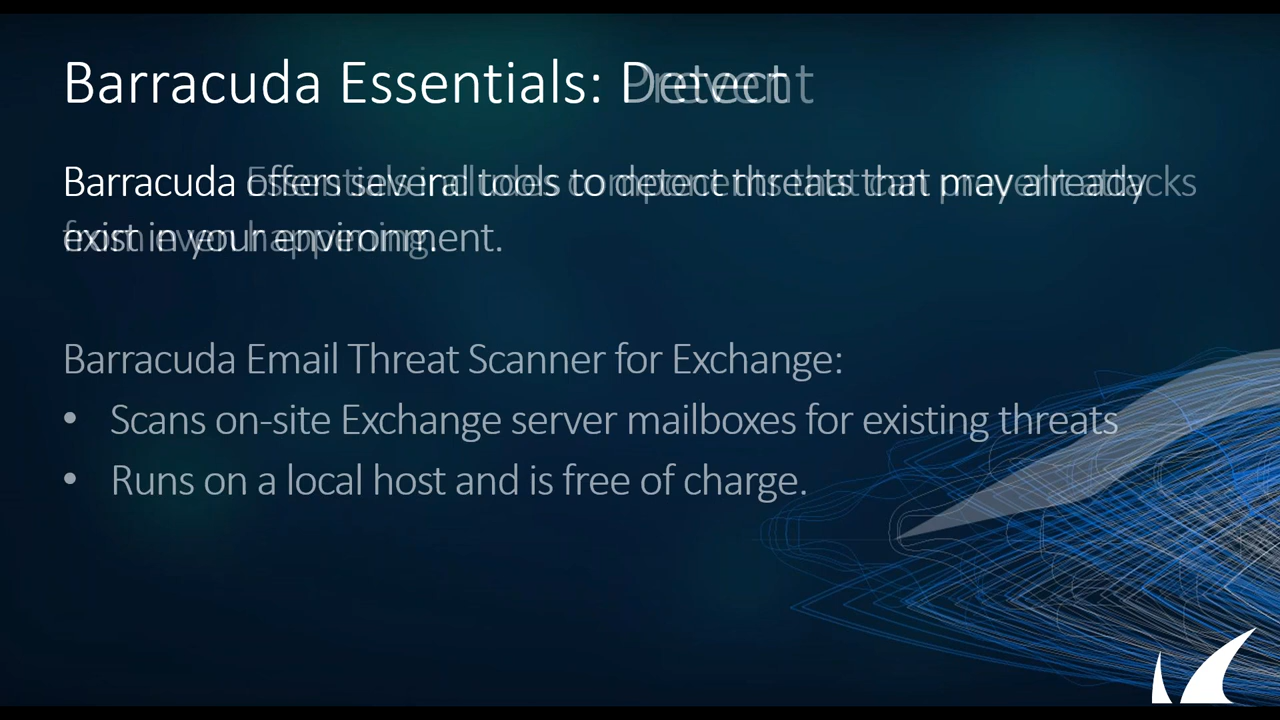 Barracuda Essentials: Detect
Barracuda offers several tools to detect threats that may already
exist in your environment.
Barracuda Email Threat Scanner for Exchange:
• Scans on-site Exchange server mailboxes for existing threats
• Runs on a local host and is free of charge.